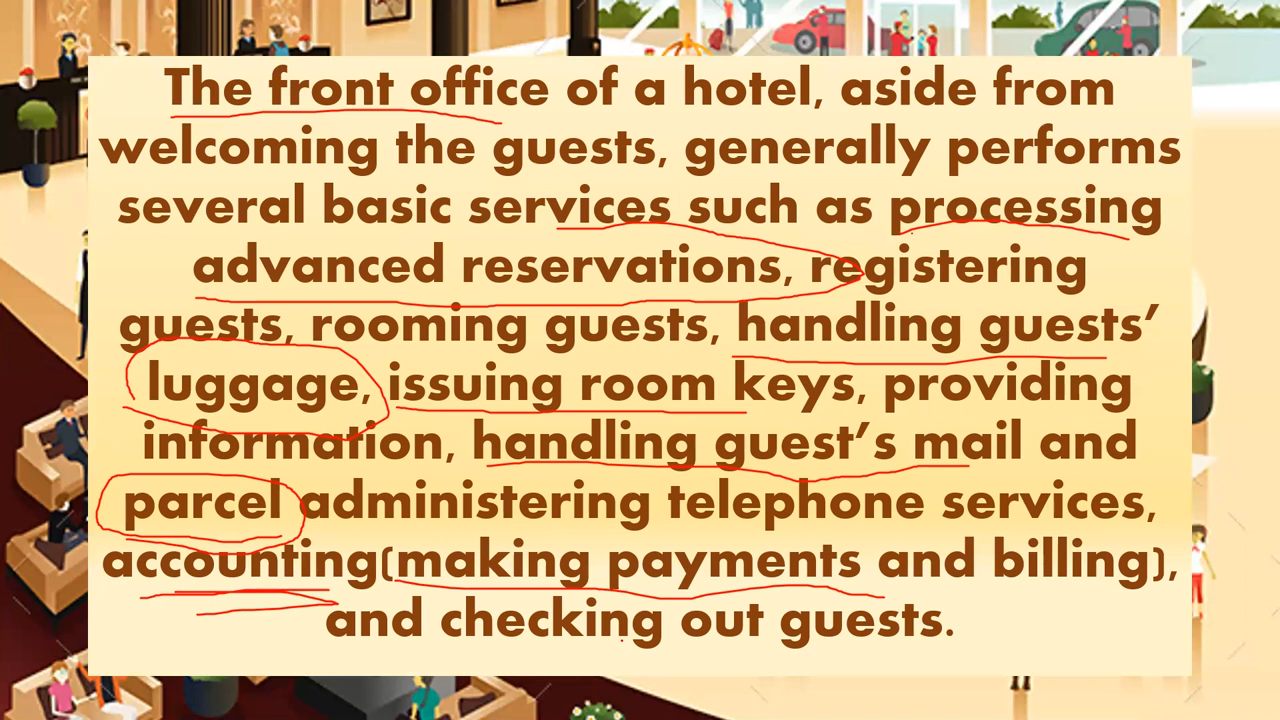 The front office of a hotel, aside from
welcoming the guests, generally performs
several basic services such as processing
advanced reservations, registering
guests, rooming guests, handling guests’
luggage, issuing room keys, providing
information, handling guest’s mail and
parcel administering telephone services,
accounting(making payments and billing),
and checking out guests.